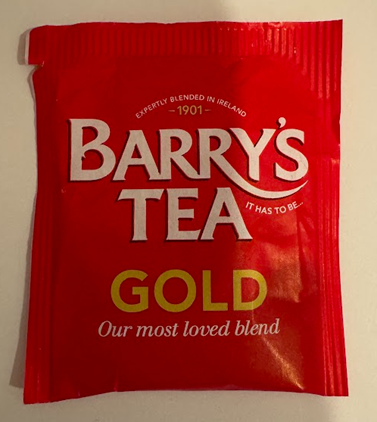 EXPERTLY BLENDED IN IRELAND
– 1901 –
BARRY'S
TEA
IT HAS TO BE...
GOLD
Our most loved blend